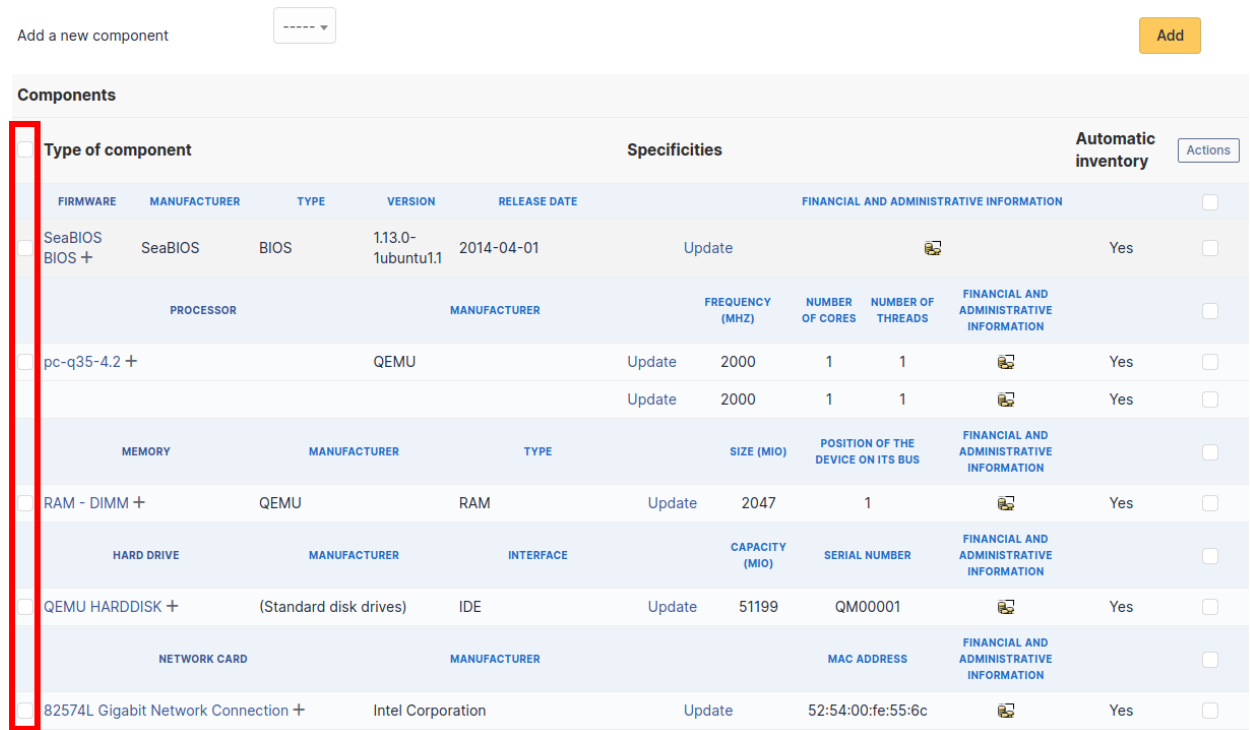 Add a new component ----- Add
Components
Type of component Specificities Automatic inventory Actions
FIRMWARE MANUFACTURER TYPE VERSION RELEASE DATE FINANCIAL AND ADMINISTRATIVE INFORMATION
SeaBIOS BIOS + SeaBIOS BIOS 1.13.0-1ubuntu1.1 2014-04-01 Update Yes
PROCESSOR MANUFACTURER FREQUENCY (MHZ) NUMBER OF CORES NUMBER OF THREADS FINANCIAL AND ADMINISTRATIVE INFORMATION
pc-q35-4.2 + QEMU Update 2000 1 1 Yes
Update 2000 1 1 Yes
MEMORY MANUFACTURER TYPE SIZE (MIO) POSITION OF THE DEVICE ON ITS BUS FINANCIAL AND ADMINISTRATIVE INFORMATION
RAM - DIMM + QEMU RAM Update 2047 1 Yes
HARD DRIVE MANUFACTURER INTERFACE CAPACITY (MIO) SERIAL NUMBER FINANCIAL AND ADMINISTRATIVE INFORMATION
QEMU HARDDISK + (Standard disk drives) IDE Update 51199 QM00001 Yes
NETWORK CARD MANUFACTURER MAC ADDRESS FINANCIAL AND ADMINISTRATIVE INFORMATION
82574L Gigabit Network Connection + Intel Corporation Update 52:54:00:fe:55:6c Yes